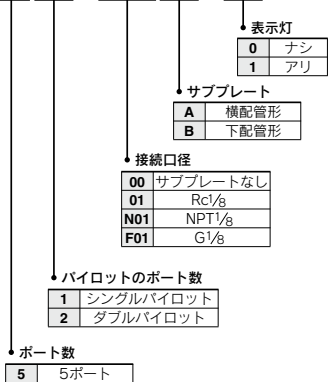 表示灯
0 ナシ
1 アリ
サブプレート
A 横配管形
B 下配管形
接続口径
00 サブプレートなし
01 Rc1/8
N01 NPT1/8
F01 G1/8
パイロットのポート数
1 シングルパイロット
2 ダブルパイロット
ポート数
5 5ポート